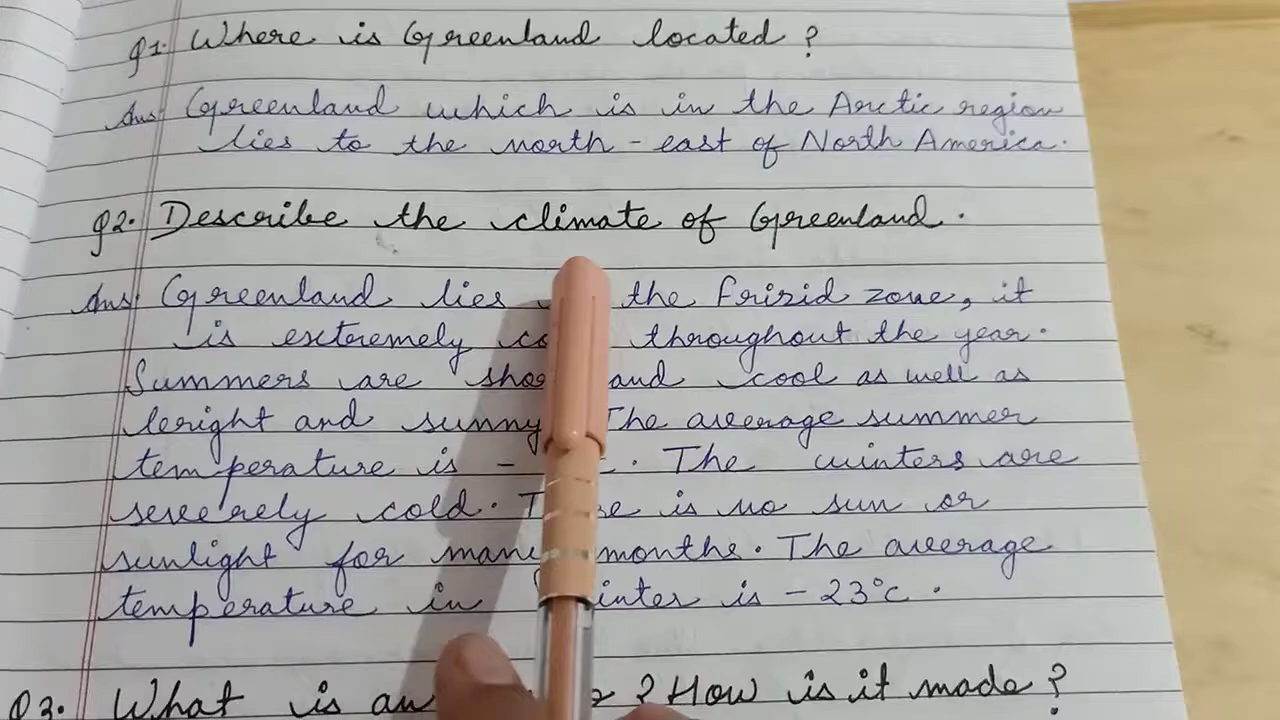 Q1. Where is Greenland located?
Ans Greenland which is in the Arctic region
lies to the north-east of North America.
Q2. Describe the climate of Greenland.
Ans Greenland lies the frizid zone, it
is extremely throughout the year.
Summers are and cool as well as
bright and sunny The average summer
temperature is - The winters are
severely cold. is no sun or
sunlight for many months. The average
temperature in is -23°c.
Q3. What is an ? How is it made?